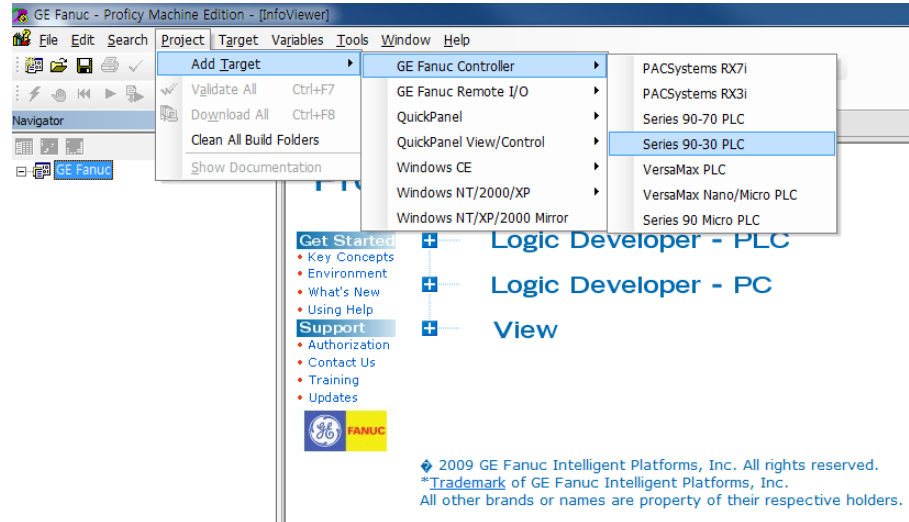 GE Fanuc - Proficy Machine Edition - [InfoViewer]
File Edit Search Project Target Variables Tools Window Help
Add Target
Validate All Ctrl+F7
Download All Ctrl+F8
Clean All Build Folders
Show Documentation
GE Fanuc Controller
GE Fanuc Remote I/O
QuickPanel
QuickPanel View/Control
Windows CE
Windows NT/2000/XP
Windows NT/XP/2000 Mirror
PACSystems RX7i
PACSystems RX3i
Series 90-70 PLC
Series 90-30 PLC
VersaMax PLC
VersaMax Nano/Micro PLC
Series 90 Micro PLC
Navigator
GE Fanuc
Get Started
Key Concepts
Environment
What's New
Using Help
Support
Authorization
Contact Us
Training
Updates
GE FANUC
Logic Developer - PLC
Logic Developer - PC
View
� 2009 GE Fanuc Intelligent Platforms, Inc. All rights reserved.
*Trademark of GE Fanuc Intelligent Platforms, Inc.
All other brands or names are property of their respective holders.